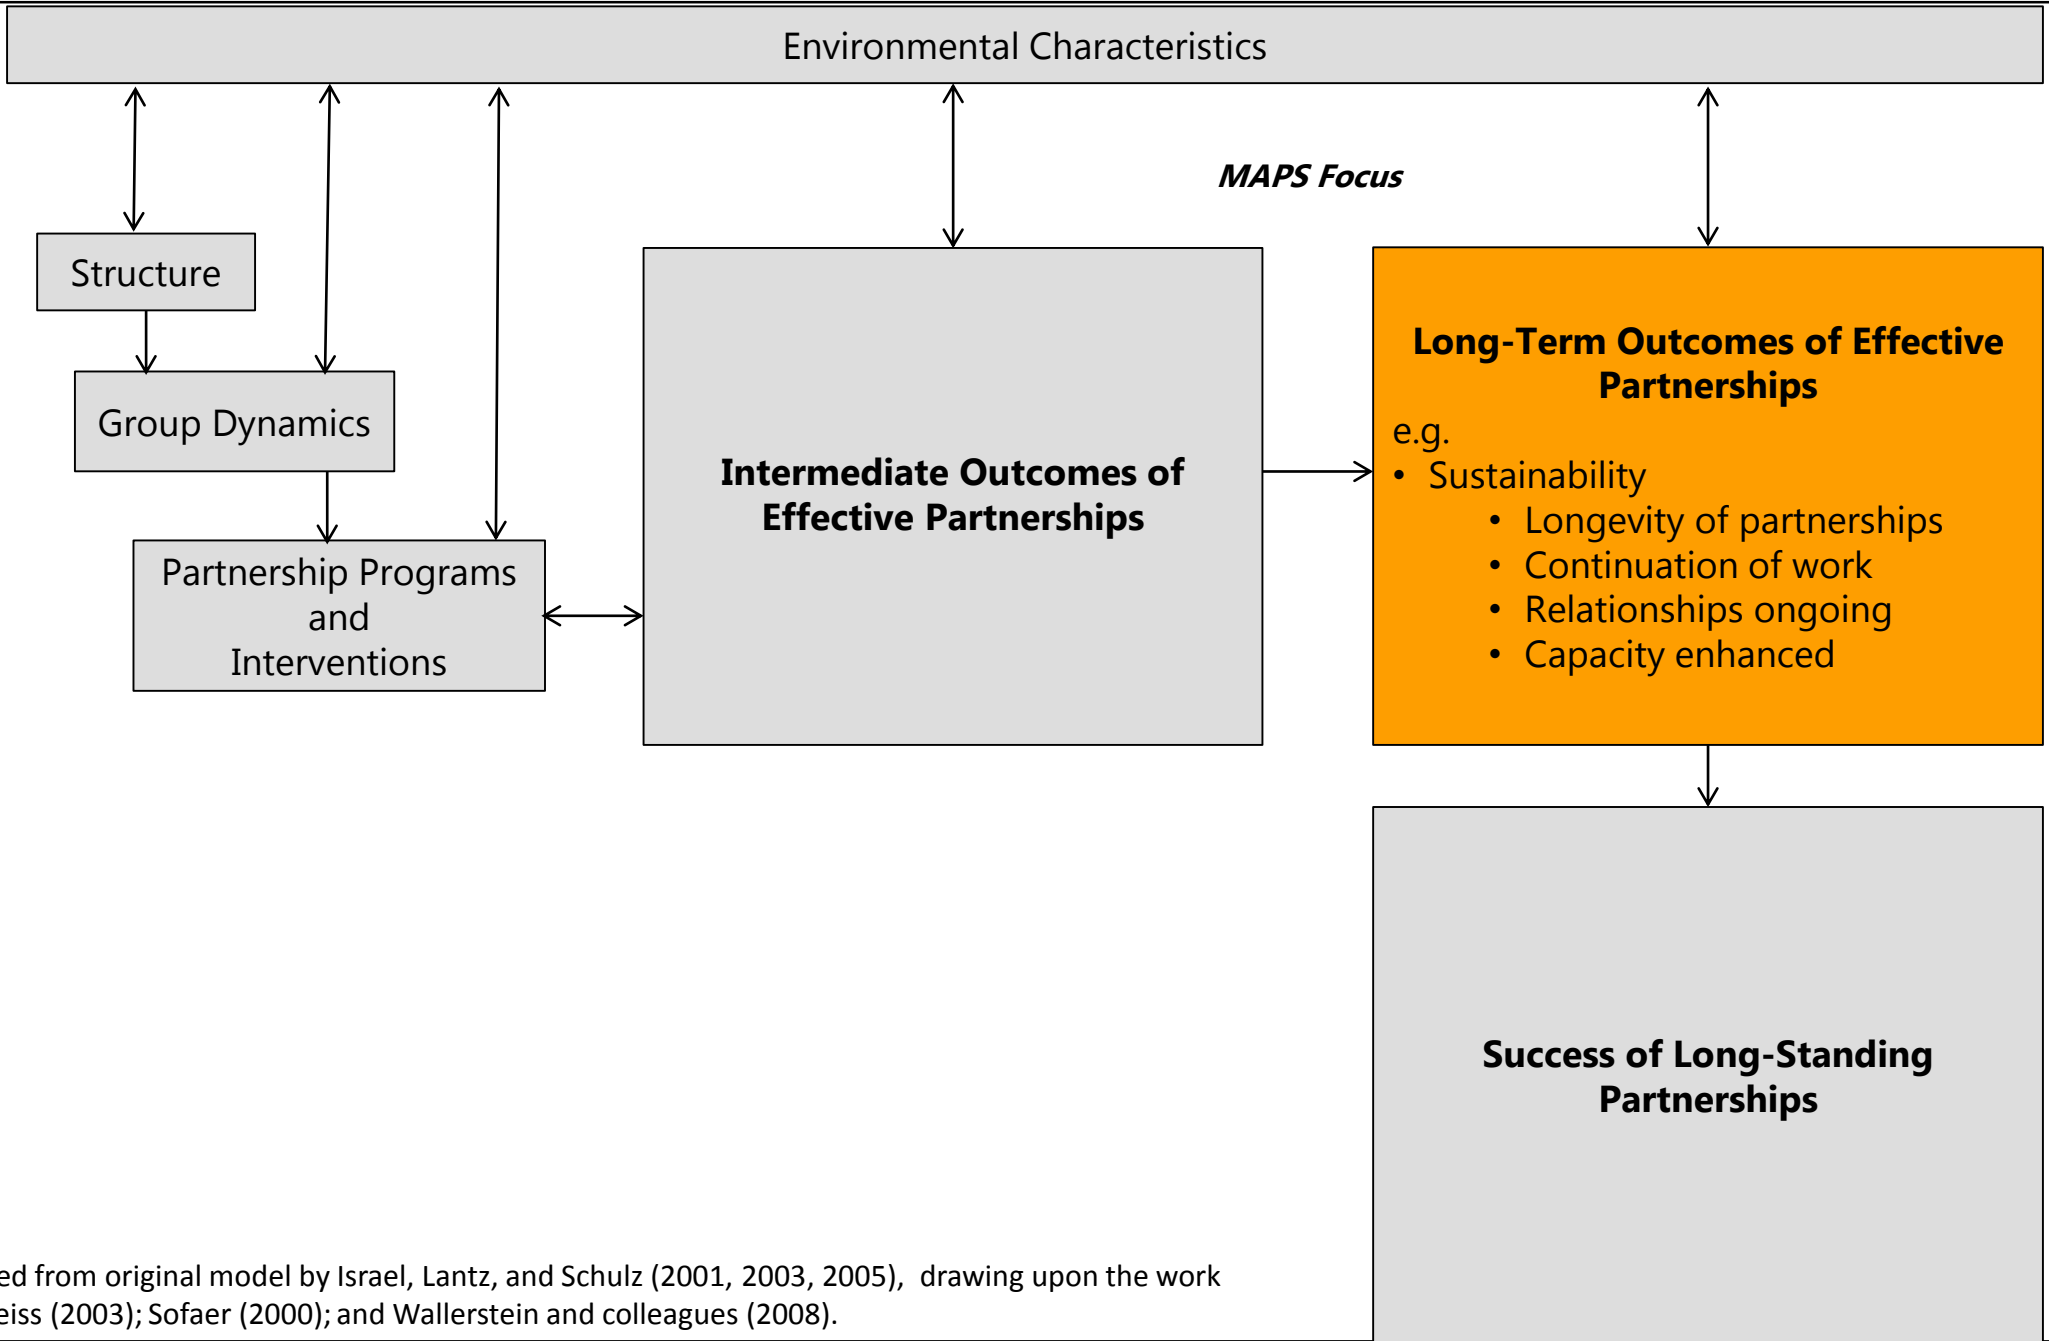 Environmental Characteristics
MAPS Focus
Structure
Group Dynamics
Partnership Programs
and
Interventions
Intermediate Outcomes of
Effective Partnerships
Long-Term Outcomes of Effective
Partnerships
e.g.
• Sustainability
• Longevity of partnerships
• Continuation of work
• Relationships ongoing
• Capacity enhanced
Success of Long-Standing
Partnerships
from original model by Israel, Lantz, and Schulz (2001, 2003, 2005), drawing upon the work
(2003); Sofaer (2000); and Wallerstein and colleagues (2008).